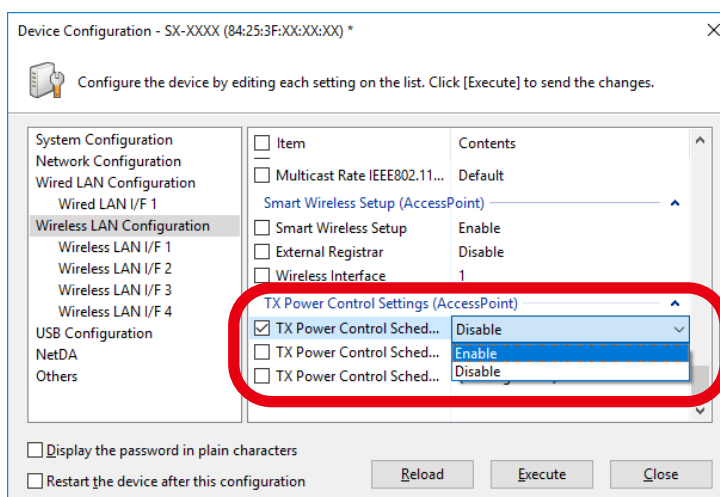 Device Configuration - SX-XXXX (84:25:3F:XX:XX:XX) *
Configure the device by editing each setting on the list. Click [Execute] to send the changes.
System Configuration
Network Configuration
Wired LAN Configuration
Wired LAN I/F 1
Wireless LAN Configuration
Wireless LAN I/F 1
Wireless LAN I/F 2
Wireless LAN I/F 3
Wireless LAN I/F 4
USB Configuration
NetDA
Others
Item Contents
Multicast Rate IEEE802.11... Default
Smart Wireless Setup (AccessPoint)
Smart Wireless Setup Enable
External Registrar Disable
Wireless Interface 1
TX Power Control Settings (AccessPoint)
TX Power Control Sched... Disable
TX Power Control Sched... Enable
Disable
TX Power Control Sched...
Display the password in plain characters
Restart the device after this configuration
Reload Execute Close